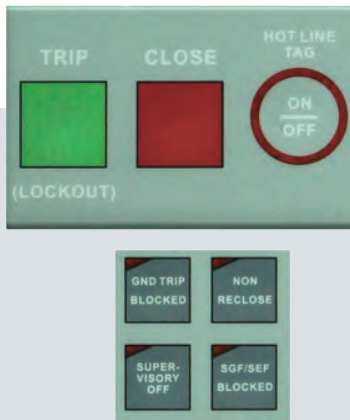 TRIP CLOSE HOT LINE
TAG
ON
OFF
(LOCKOUT)
GND TRIP
BLOCKED
NON
RECLOSE
SUPER-
VISORY
OFF
SGF/SEF
BLOCKED